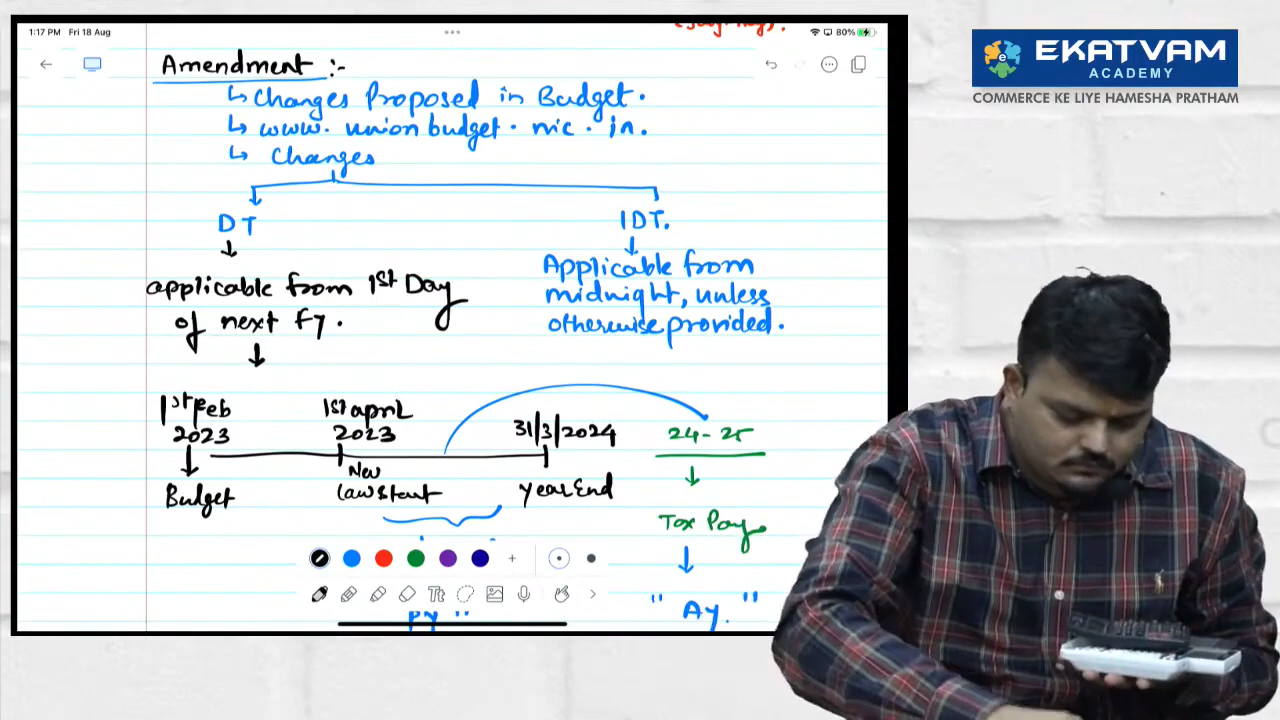 1:17 PM Fri 18 Aug
80%
Amendment :-
↳ Changes Proposed in Budget.
↳ www. union budget. nic. in.
↳ Changes
DT
IDT.
applicable from 1st Day
of next Fy.
Applicable from
midnight, unless
otherwise provided.
1st Feb
2023
1st april
2023
31/3/2024
24-25
Budget
New
law start
year End
Tax Pay
Tt
PY "
" Ay. "
EKATVAM
ACADEMY
COMMERCE KE LIYE HAMESHA PRATHAM